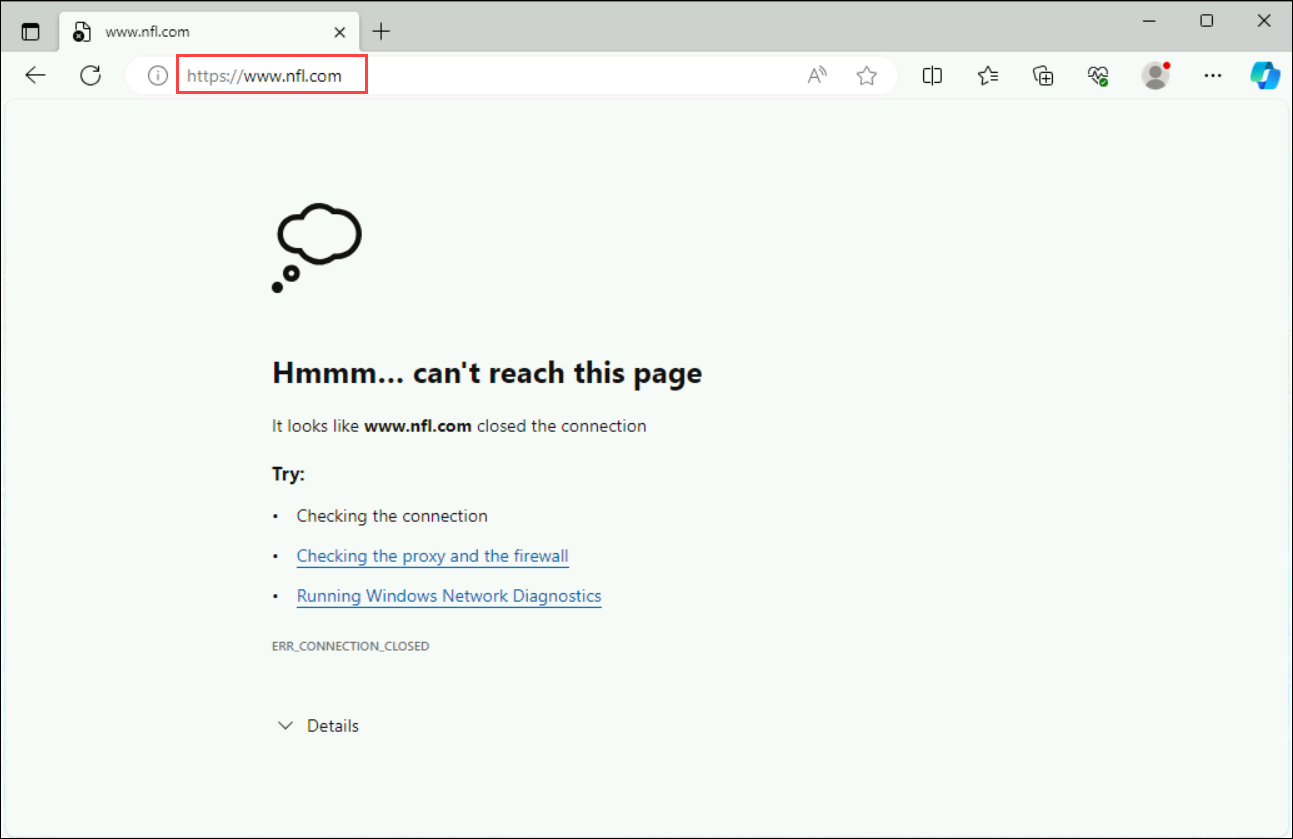 www.nfl.com
https://www.nfl.com
Hmmm... can't reach this page
It looks like www.nfl.com closed the connection
Try:
• Checking the connection
• Checking the proxy and the firewall
• Running Windows Network Diagnostics
ERR_CONNECTION_CLOSED
Details